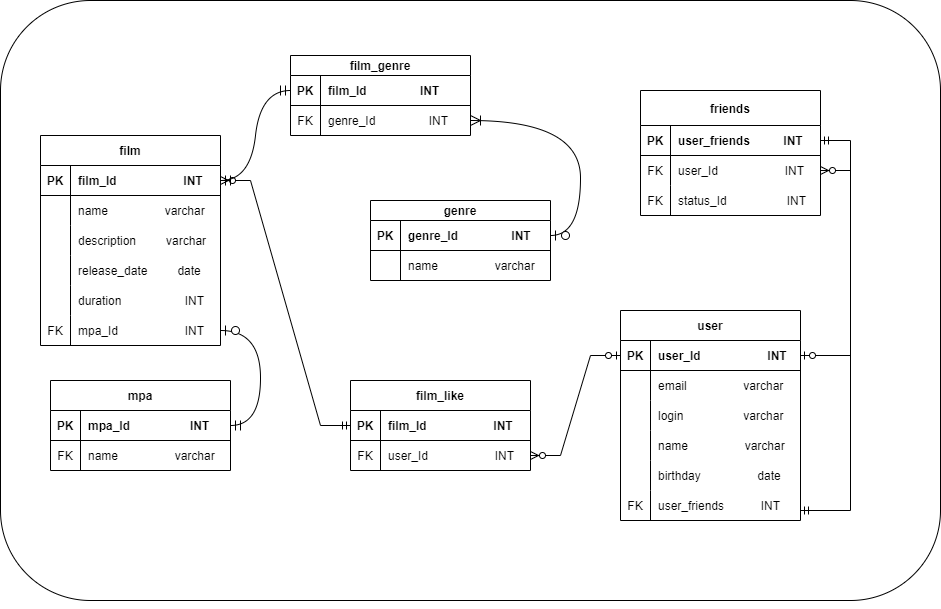 film_genre
PK film_Id INT
FK genre_Id INT
friends
PK user_friends INT
FK user_Id INT
FK status_Id INT
film
PK film_Id INT
name varchar
description varchar
release_date date
duration INT
FK mpa_Id INT
genre
PK genre_Id INT
name varchar
user
PK user_Id INT
email varchar
login varchar
name varchar
birthday date
FK user_friends INT
mpa
PK mpa_Id INT
FK name varchar
film_like
PK film_Id INT
FK user_Id INT